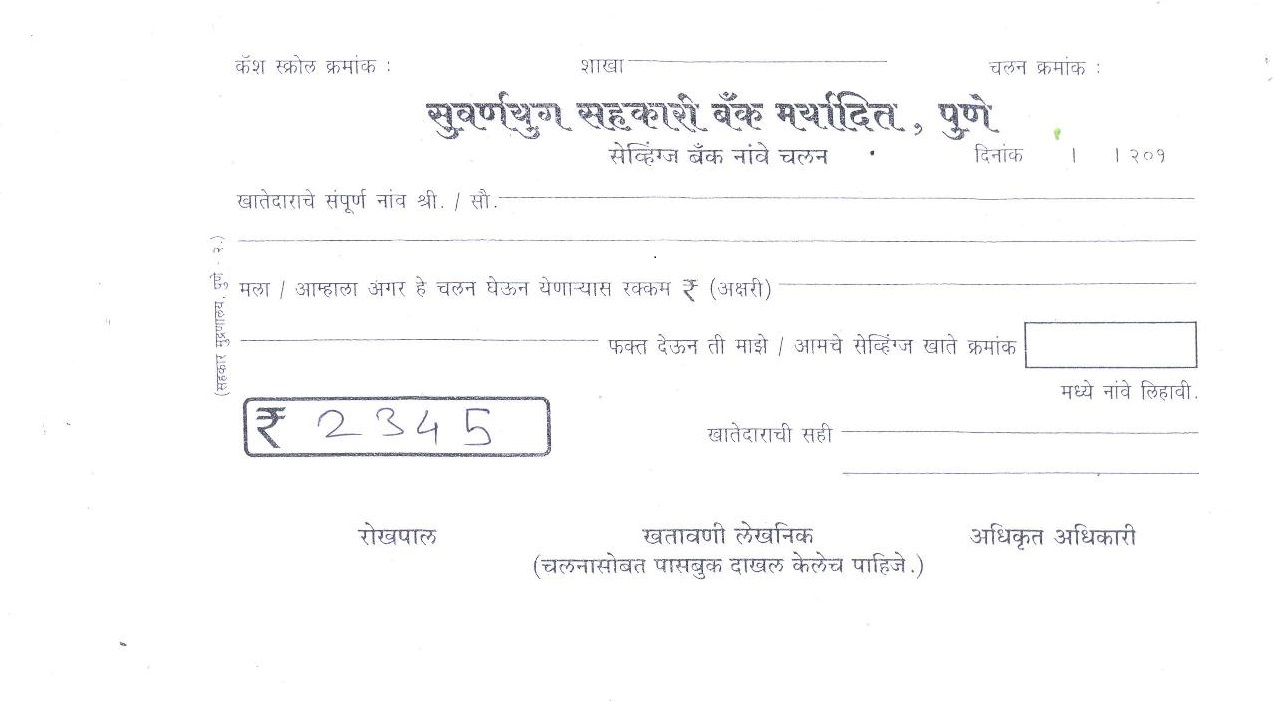 कॅश स्क्रोल क्रमांक : शाखा चलन क्रमांक :
सुवर्णयुग सहकारी बँक मर्यादित, पुणे
सेव्हिंग्ज बँक नांवे चलन दिनांक । । २०१
खातेदाराचे संपूर्ण नांव श्री. / सौ.
मला / आम्हाला अगर हे चलन घेऊन येणाऱ्यास रक्कम ₹ (अक्षरी)
फक्त देऊन ती माझे / आमचे सेव्हिंग्ज खाते क्रमांक
मध्ये नांवे लिहावी.
₹ 2345
खातेदाराची सही
रोखपाल खतावणी लेखनिक अधिकृत अधिकारी
(चलनासोबत पासबुक दाखल केलेच पाहिजे.)
(सहकार मुद्रणालय, पुणे - २.)